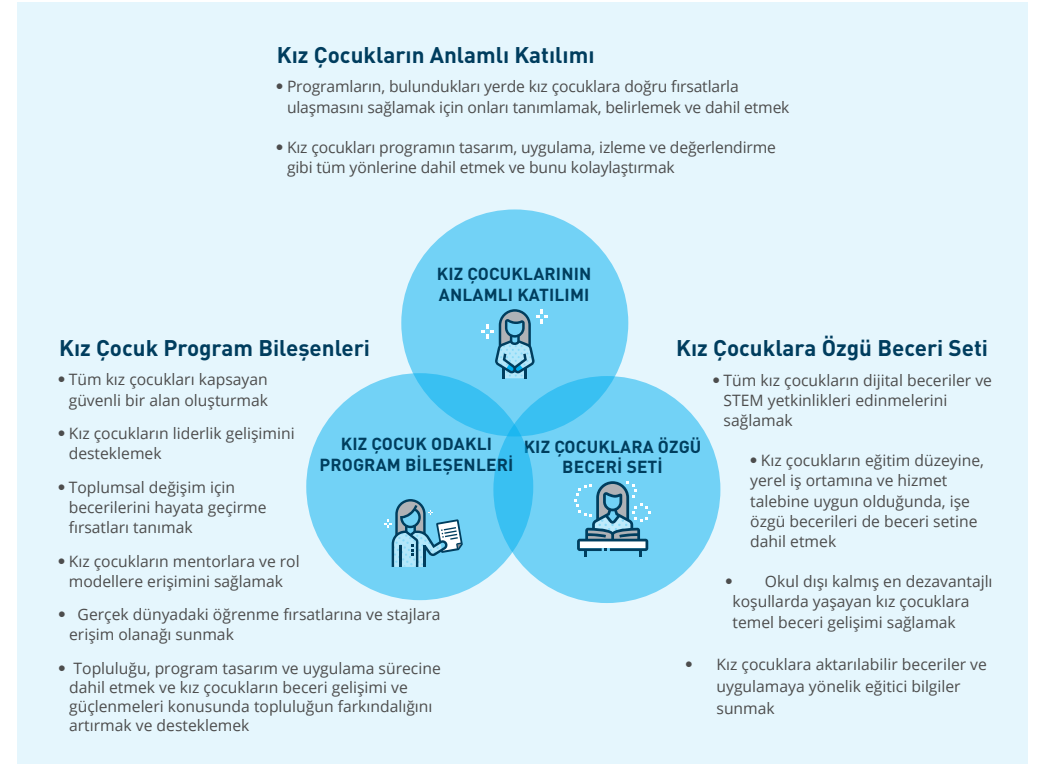 Kız Çocukların Anlamlı Katılımı
• Programların, bulundukları yerde kız çocuklara doğru fırsatlarla
ulaşmasını sağlamak için onları tanımlamak, belirlemek ve dahil etmek
• Kız çocukları programın tasarım, uygulama, izleme ve değerlendirme
gibi tüm yönlerine dahil etmek ve bunu kolaylaştırmak
KIZ ÇOCUKLARININ
ANLAMLI KATILIMI
Kız Çocuk Program Bileşenleri
• Tüm kız çocukları kapsayan
güvenli bir alan oluşturmak
• Kız çocukların liderlik gelişimini
desteklemek
• Toplumsal değişim için
becerilerini hayata geçirme
fırsatları tanımak
• Kız çocukların mentorlara ve rol
modellere erişimini sağlamak
• Gerçek dünyadaki öğrenme fırsatlarına ve stajlara
erişim olanağı sunmak
• Topluluğu, program tasarım ve uygulama sürecine
dahil etmek ve kız çocukların beceri gelişimi ve
güçlenmeleri konusunda topluluğun farkındalığını
artırmak ve desteklemek
KIZ ÇOCUK ODAKLI
PROGRAM BİLEŞENLERİ
KIZ ÇOCUKLARA ÖZGÜ
BECERİ SETİ
Kız Çocuklara Özgü Beceri Seti
• Tüm kız çocukların dijital beceriler ve
STEM yetkinlikleri edinmelerini
sağlamak
• Kız çocukların eğitim düzeyine,
yerel iş ortamına ve hizmet
talebine uygun olduğunda, işe
özgü becerileri de beceri setine
dahil etmek
• Okul dışı kalmış en dezavantajlı
koşullarda yaşayan kız çocuklara
temel beceri gelişimi sağlamak
• Kız çocuklara aktarılabilir beceriler ve
uygulamaya yönelik eğitici bilgiler
sunmak